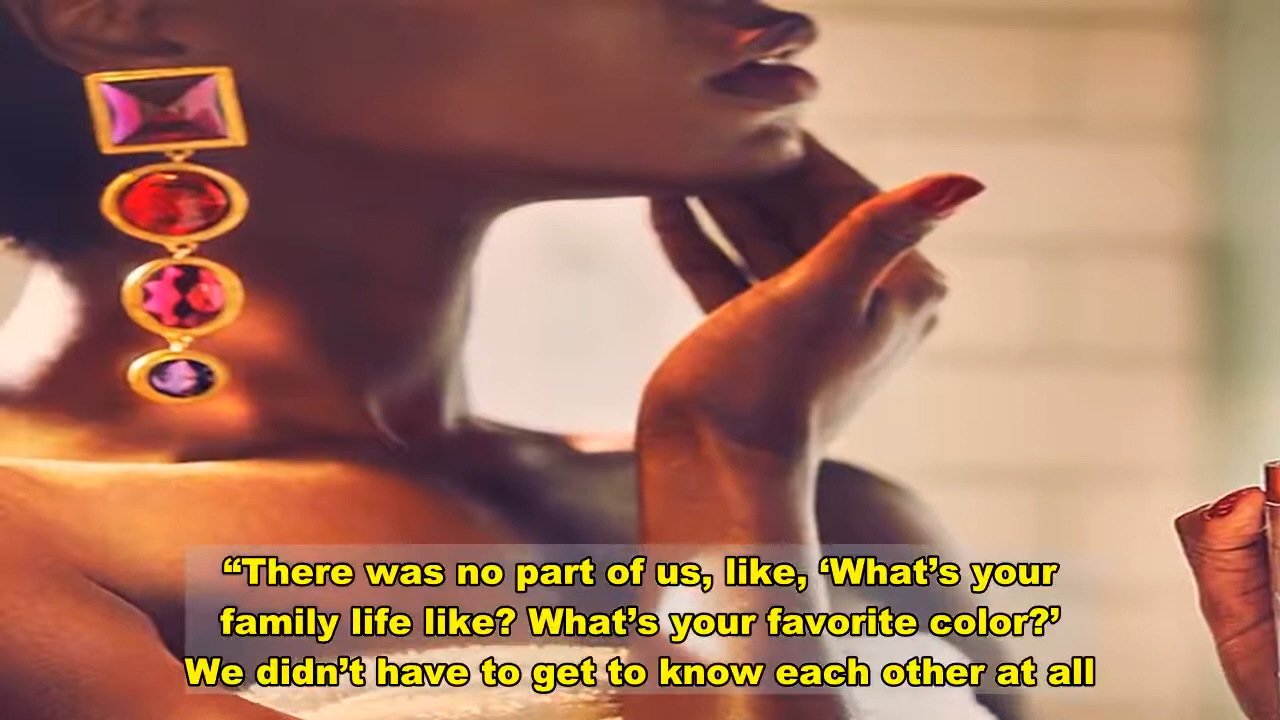 “There was no part of us, like, ‘What’s your
family life like? What’s your favorite color?’
We didn’t have to get to know each other at all